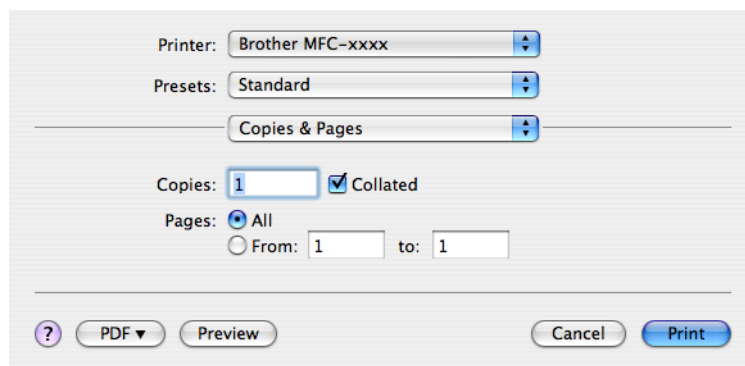 Printer: Brother MFC-xxxx
Presets: Standard
Copies & Pages
Copies: 1 Collated
Pages: All
From: 1 to: 1
? PDF ▼ Preview Cancel Print